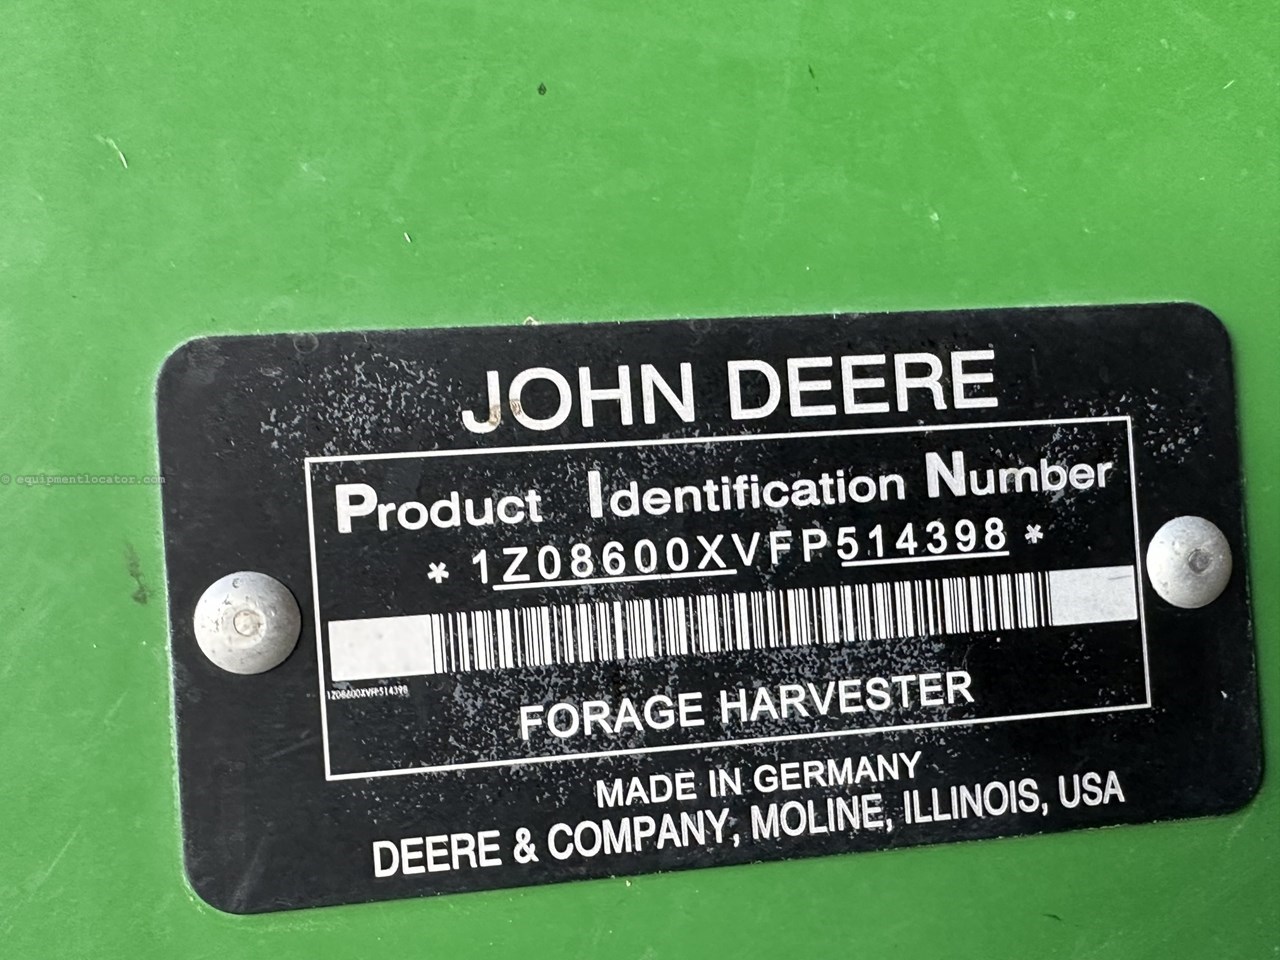 JOHN DEERE
Product Identification Number
* 1Z08600XVFP514398 *
1Z08600XVFP514398
FORAGE HARVESTER
MADE IN GERMANY
DEERE & COMPANY, MOLINE, ILLINOIS, USA
© equipmentlocator.com